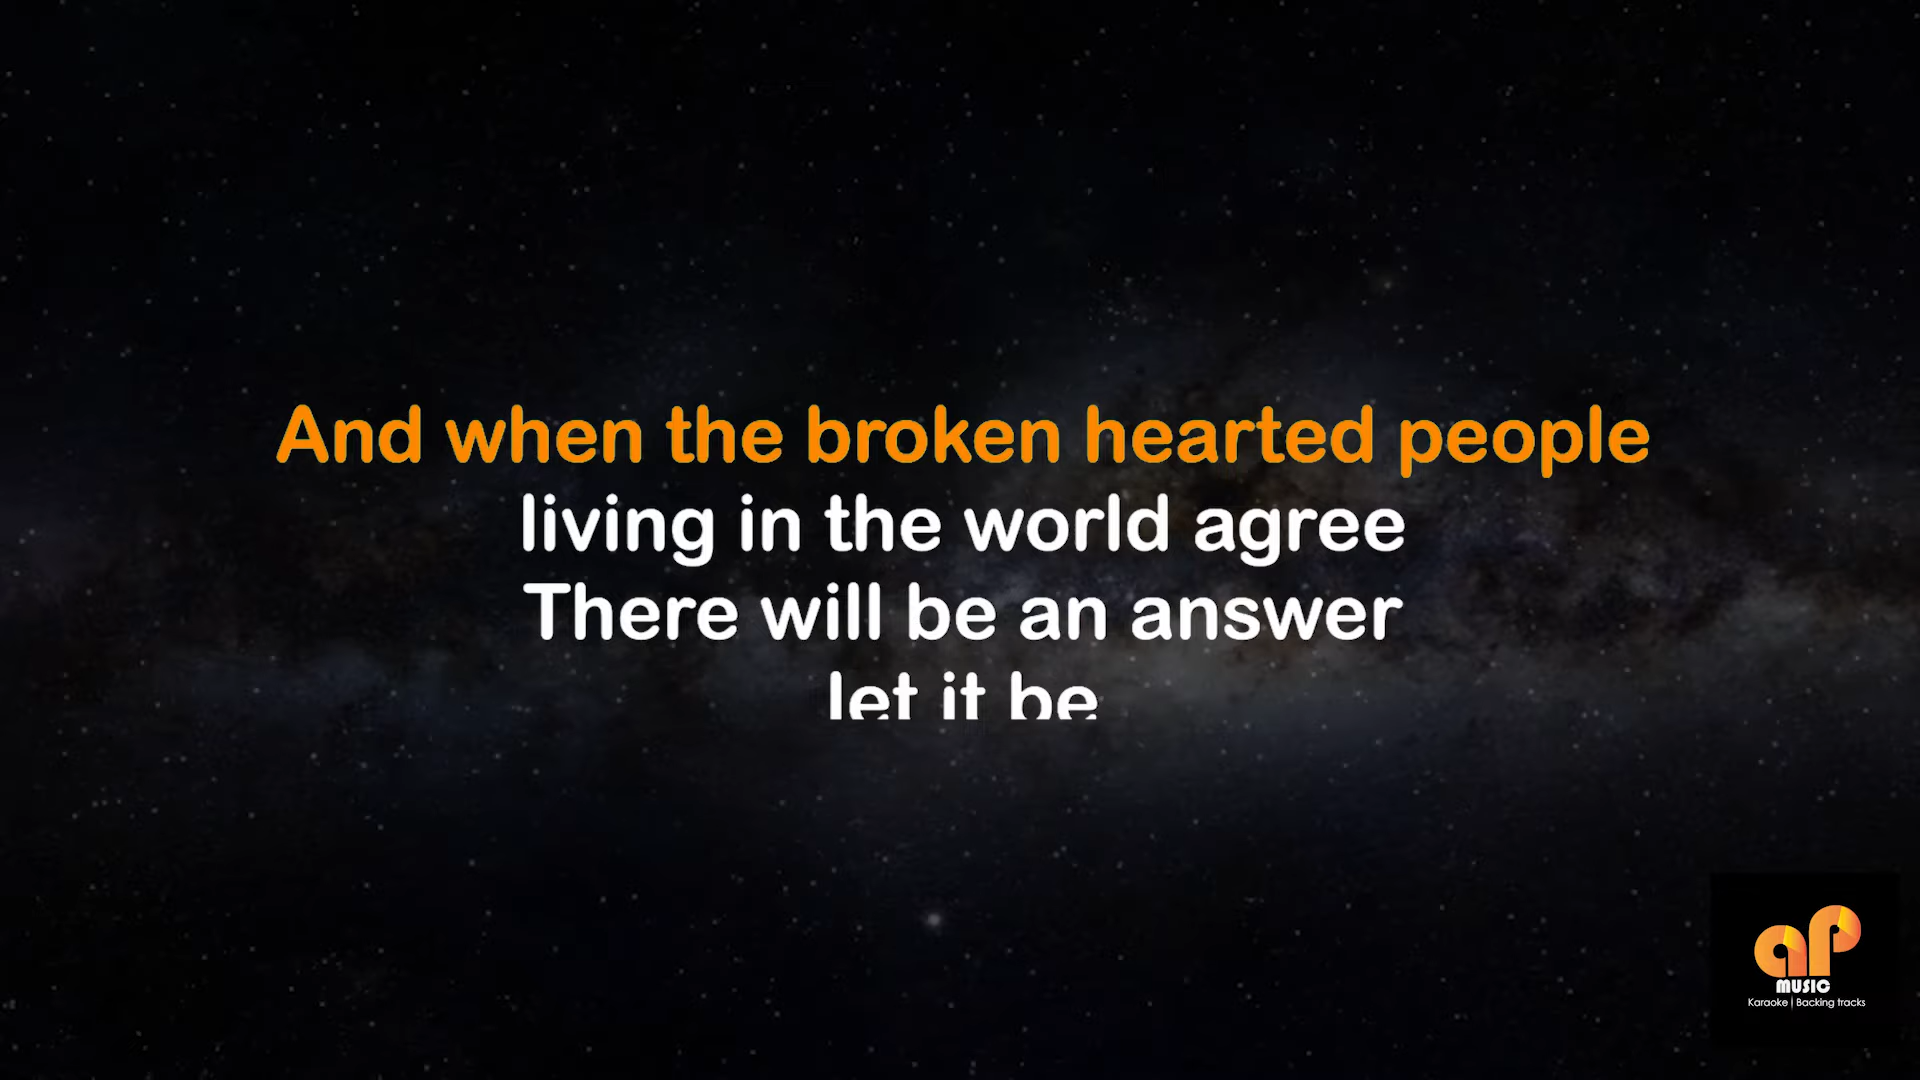 And when the broken hearted people
living in the world agree
There will be an answer
let it be
aP
MUSIC
Karaoke | Backing tracks